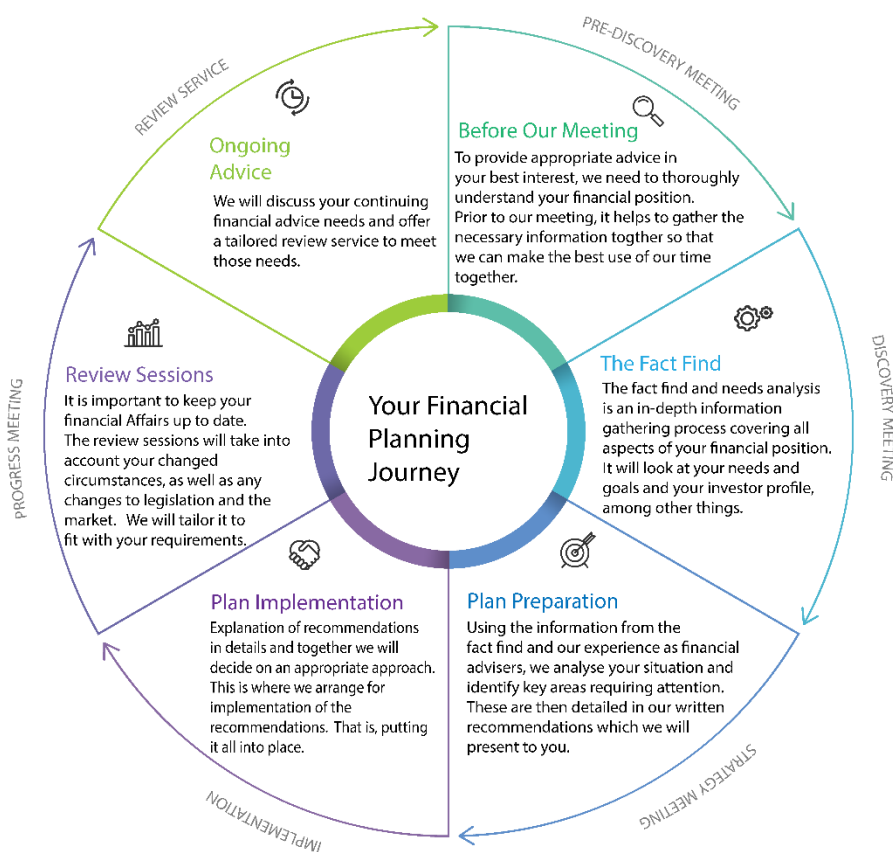 PRE-DISCOVERY MEETING
Before Our Meeting
To provide appropriate advice in
your best interest, we need to thoroughly
understand your financial position.
Prior to our meeting, it helps to gather the
necessary information togther so that
we can make the best use of our time
together.
DISCOVERY MEETING
The Fact Find
The fact find and needs analysis
is an in-depth information
gathering process covering all
aspects of your financial position.
It will look at your needs and
goals and your investor profile,
among other things.
STRATEGY MEETING
Plan Preparation
Using the information from the
fact find and our experience as financial
advisers, we analyse your situation and
identify key areas requiring attention.
These are then detailed in our written
recommendations which we will
present to you.
IMPLEMENTATION
Plan Implementation
Explanation of recommendations
in details and together we will
decide on an appropriate approach.
This is where we arrange for
implementation of the
recommendations. That is, putting
it all into place.
PROGRESS MEETING
Review Sessions
It is important to keep your
financial Affairs up to date.
The review sessions will take into
account your changed
circumstances, as well as any
changes to legislation and the
market. We will tailor it to
fit with your requirements.
REVIEW SERVICE
Ongoing
Advice
We will discuss your continuing
financial advice needs and offer
a tailored review service to meet
those needs.
Your Financial
Planning
Journey